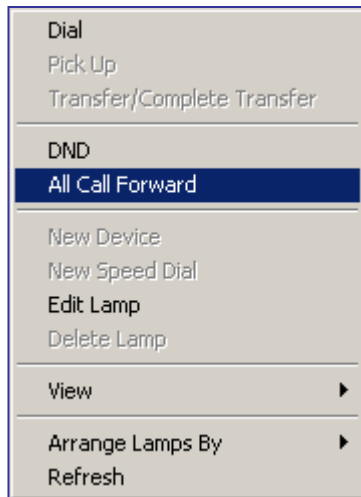 Dial
Pick Up
Transfer/Complete Transfer
DND
All Call Forward
New Device
New Speed Dial
Edit Lamp
Delete Lamp
View
Arrange Lamps By
Refresh